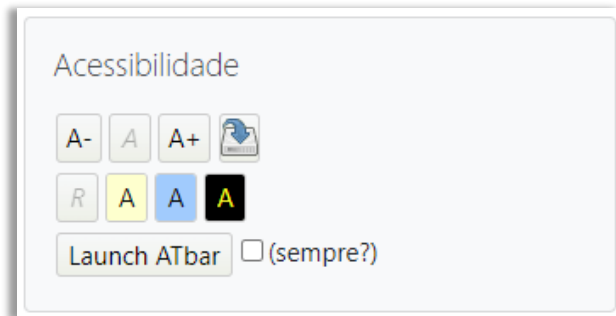 Acessibilidade
A- A A+
R A A A
Launch ATbar (sempre?)